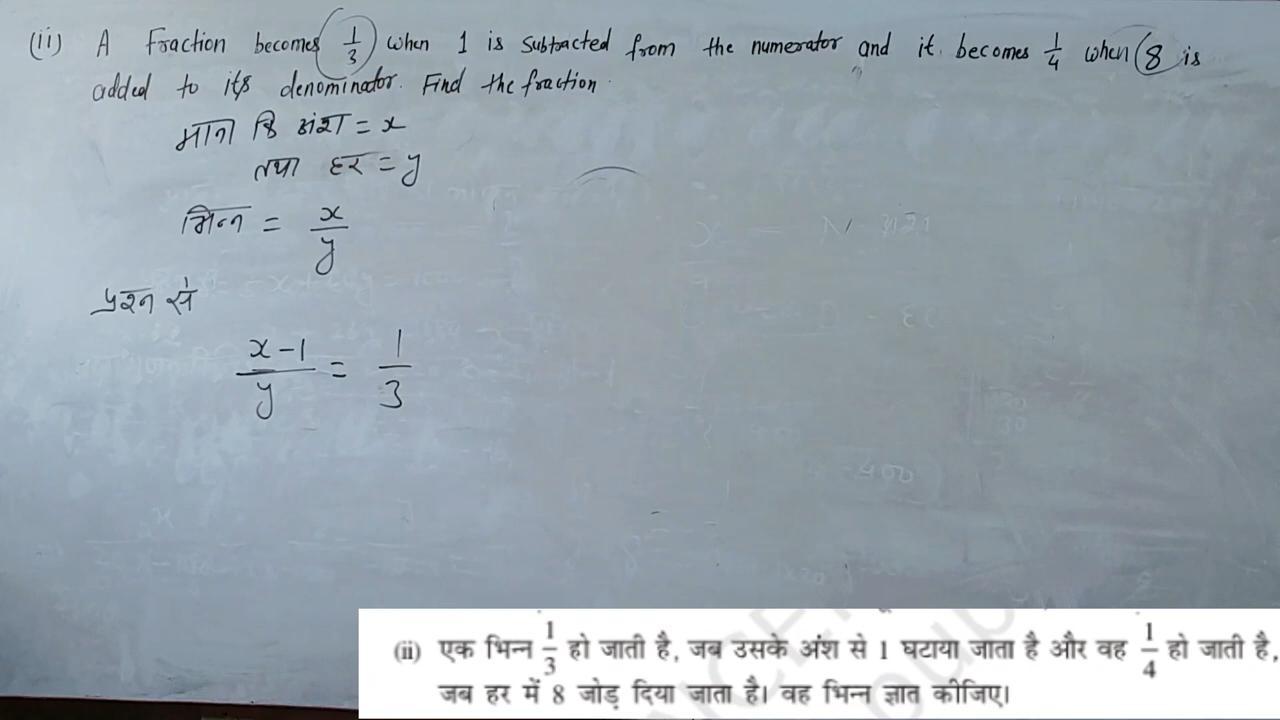 (ii) A Fraction becomes 1/3 when 1 is subtracted from the numerator and it becomes 1/4 when 8 is
added to its denominator. Find the fraction.
माना कि अंश = x
तथा हर = y
भिन्न = x/y
प्रश्न से
(x-1)/y = 1/3
(ii) एक भिन्न 1/3 हो जाती है, जब उसके अंश से 1 घटाया जाता है और वह 1/4 हो जाती है,
जब हर में 8 जोड़ दिया जाता है। वह भिन्न ज्ञात कीजिए।